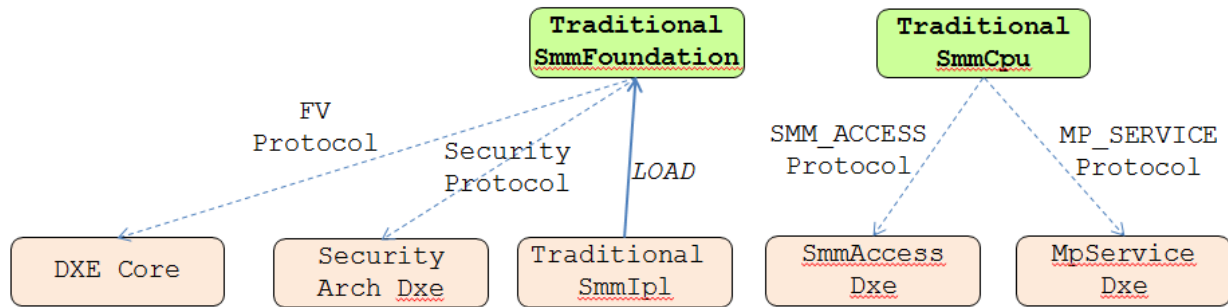 Traditional
SmmFoundation
Traditional
SmmCpu
FV
Protocol
Security
Protocol
LOAD
SMM_ACCESS
Protocol
MP_SERVICE
Protocol
DXE Core
Security
Arch Dxe
Traditional
SmmIpl
SmmAccess
Dxe
MpService
Dxe